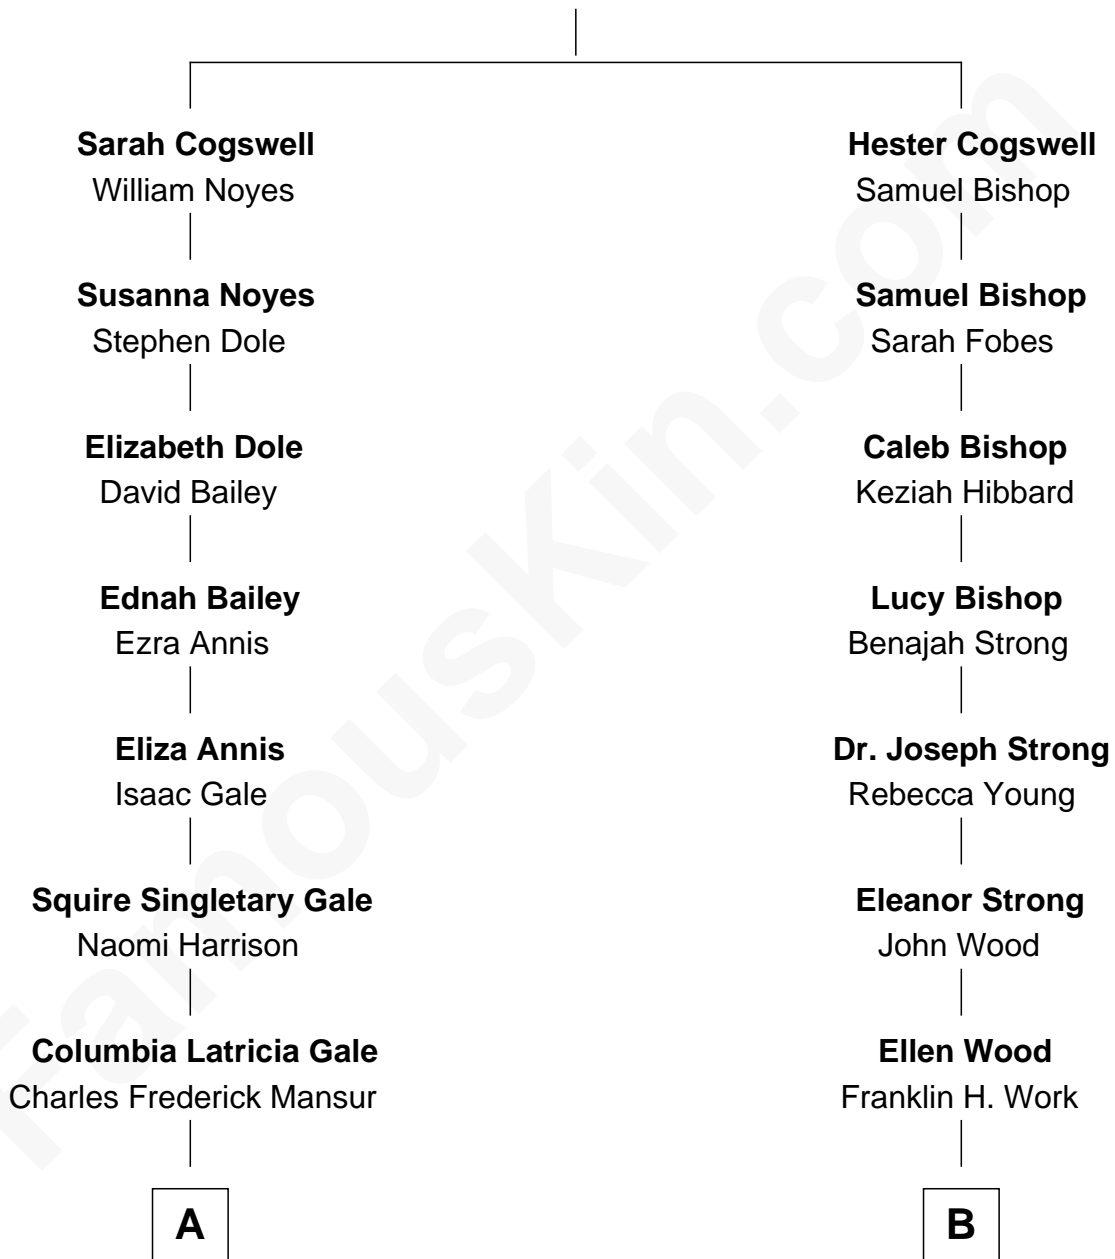 Sarah Cogswell
William Noyes
Susanna Noyes
Stephen Dole
Elizabeth Dole
David Bailey
Ednah Bailey
Ezra Annis
Eliza Annis
Isaac Gale
Squire Singletary Gale
Naomi Harrison
Columbia Latricia Gale
Charles Frederick Mansur
A
Hester Cogswell
Samuel Bishop
Samuel Bishop
Sarah Fobes
Caleb Bishop
Keziah Hibbard
Lucy Bishop
Benajah Strong
Dr. Joseph Strong
Rebecca Young
Eleanor Strong
John Wood
Ellen Wood
Franklin H. Work
B
FamousKin.com